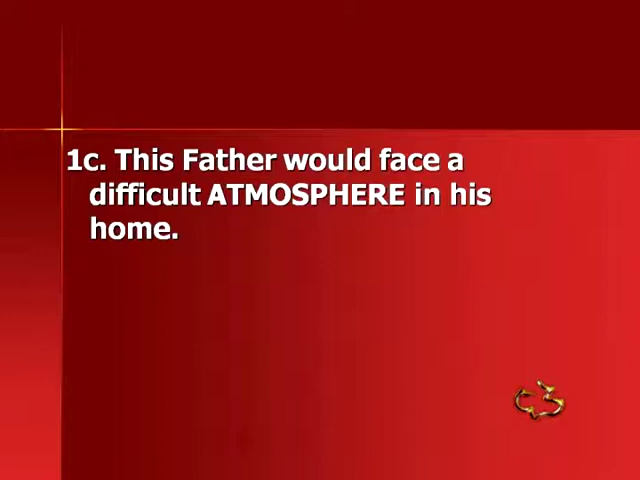 1c. This Father would face a
difficult ATMOSPHERE in his
home.